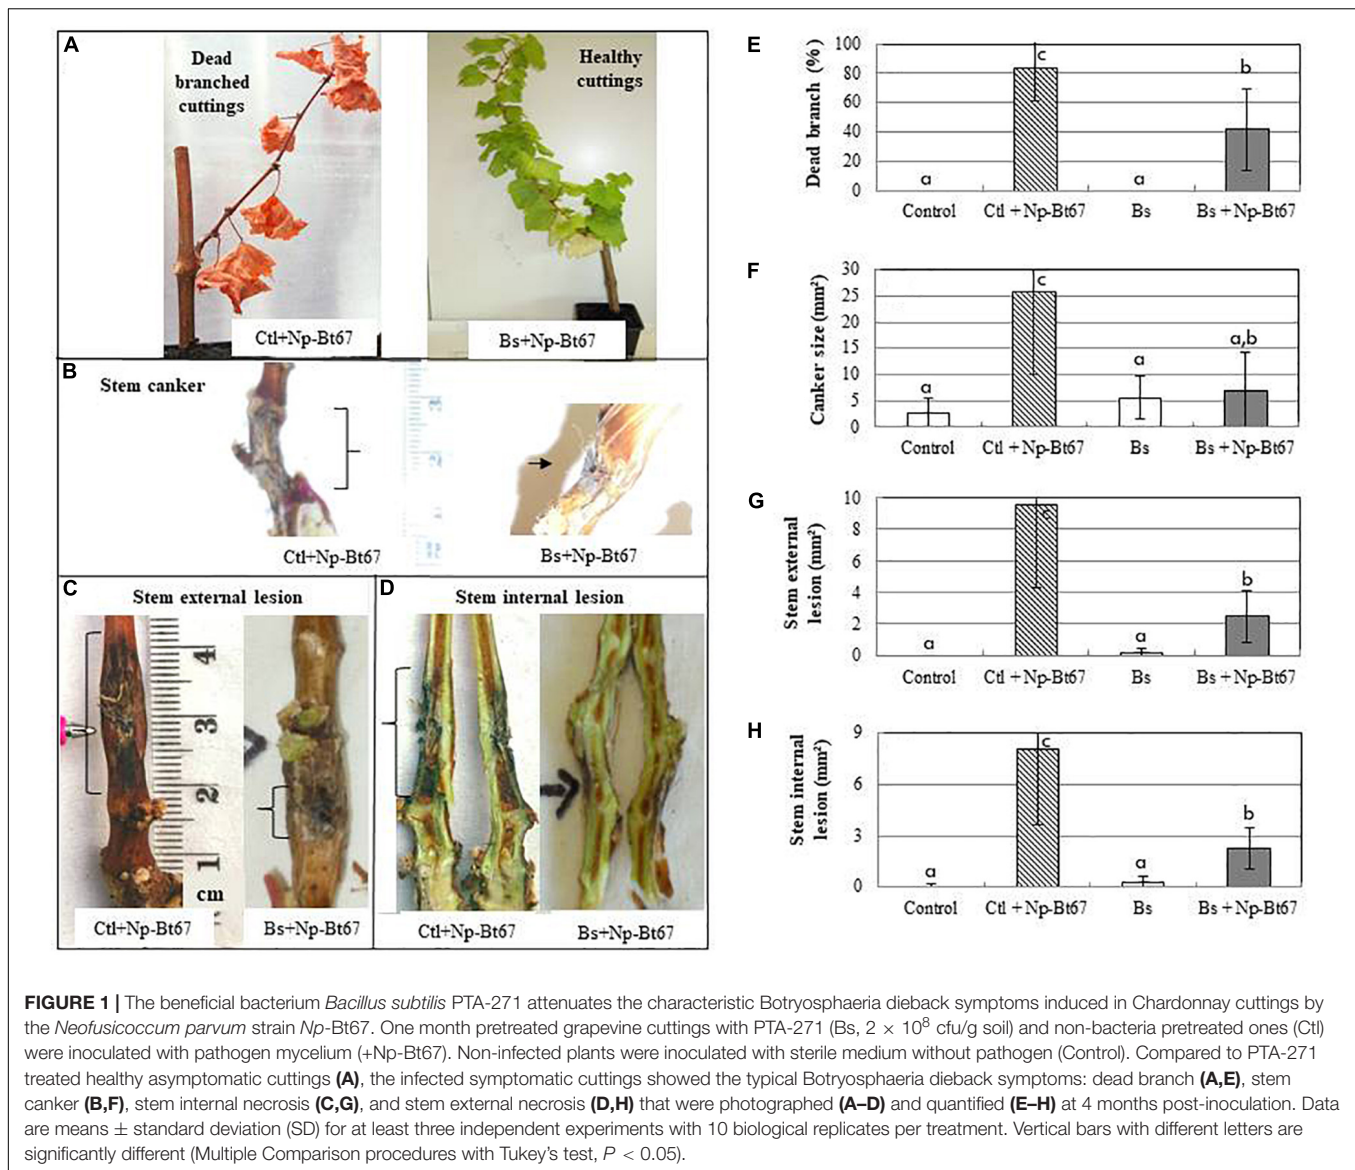 A
Dead
branched
cuttings
Healthy
cuttings
Ctl+Np-Bt67
Bs+Np-Bt67
B
Stem canker
Ctl+Np-Bt67
Bs+Np-Bt67
C
Stem external lesion
4
3
2
1
cm
Ctl+Np-Bt67
Bs+Np-Bt67
D
Stem internal lesion
Ctl+Np-Bt67
Bs+Np-Bt67
E
Dead branch (%)
100
80
60
40
20
0
a
c
a
b
Control
Ctl + Np-Bt67
Bs
Bs + Np-Bt67
F
Canker size (mm²)
30
25
20
15
10
5
0
a
c
a
a,b
Control
Ctl + Np-Bt67
Bs
Bs + Np-Bt67
G
Stem external
lesion (mm²)
10
8
6
4
2
0
a
c
a
b
Control
Ctl + Np-Bt67
Bs
Bs + Np-Bt67
H
Stem internal
lesion (mm²)
9
6
3
0
a
c
a
b
Control
Ctl + Np-Bt67
Bs
Bs + Np-Bt67
FIGURE 1 | The beneficial bacterium Bacillus subtilis PTA-271 attenuates the characteristic Botryosphaeria dieback symptoms induced in Chardonnay cuttings by
the Neofusicoccum parvum strain Np-Bt67. One month pretreated grapevine cuttings with PTA-271 (Bs, 2 × 10⁸ cfu/g soil) and non-bacteria pretreated ones (Ctl)
were inoculated with pathogen mycelium (+Np-Bt67). Non-infected plants were inoculated with sterile medium without pathogen (Control). Compared to PTA-271
treated healthy asymptomatic cuttings (A), the infected symptomatic cuttings showed the typical Botryosphaeria dieback symptoms: dead branch (A,E), stem
canker (B,F), stem internal necrosis (C,G), and stem external necrosis (D,H) that were photographed (A–D) and quantified (E–H) at 4 months post-inoculation. Data
are means ± standard deviation (SD) for at least three independent experiments with 10 biological replicates per treatment. Vertical bars with different letters are
significantly different (Multiple Comparison procedures with Tukey's test, P < 0.05).